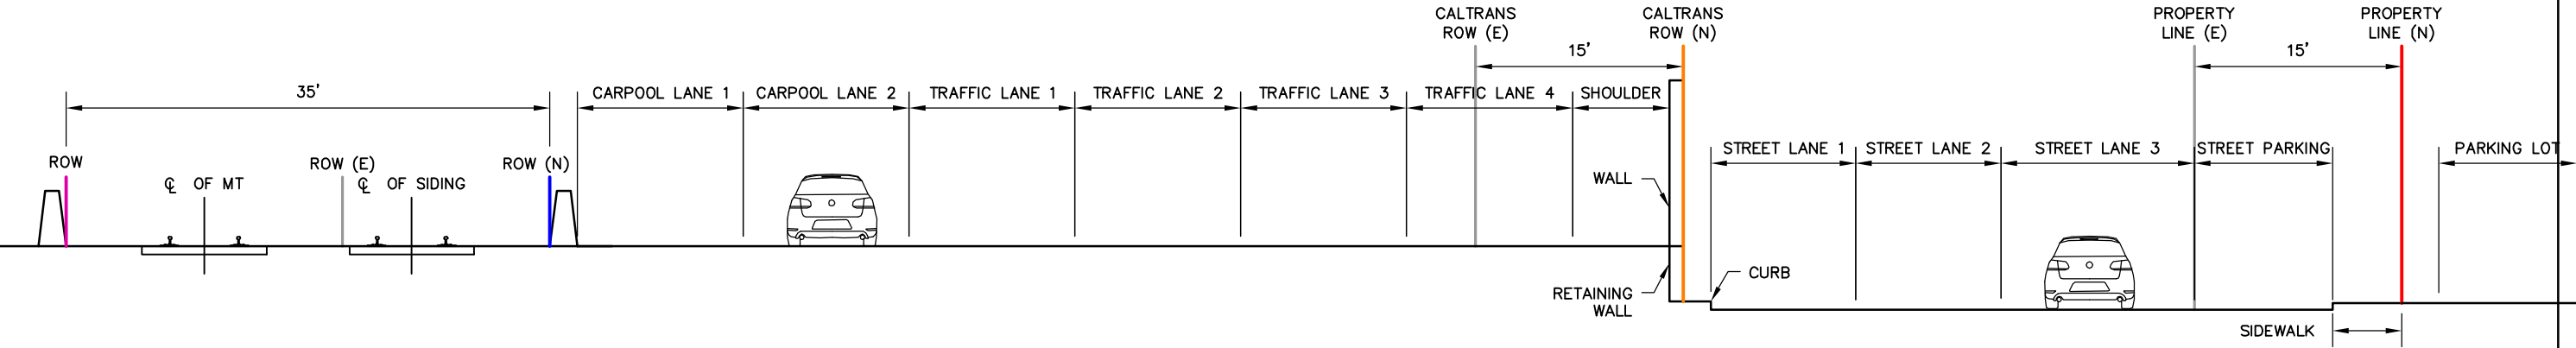 CALTRANS
ROW (E)
CALTRANS
ROW (N)
PROPERTY
LINE (E)
PROPERTY
LINE (N)
15'
15'
35'
CARPOOL LANE 1
CARPOOL LANE 2
TRAFFIC LANE 1
TRAFFIC LANE 2
TRAFFIC LANE 3
TRAFFIC LANE 4
SHOULDER
STREET LANE 1
STREET LANE 2
STREET LANE 3
STREET PARKING
PARKING LOT
ROW
ROW (E)
ROW (N)
℄ OF MT
℄ OF SIDING
WALL
CURB
RETAINING
WALL
SIDEWALK